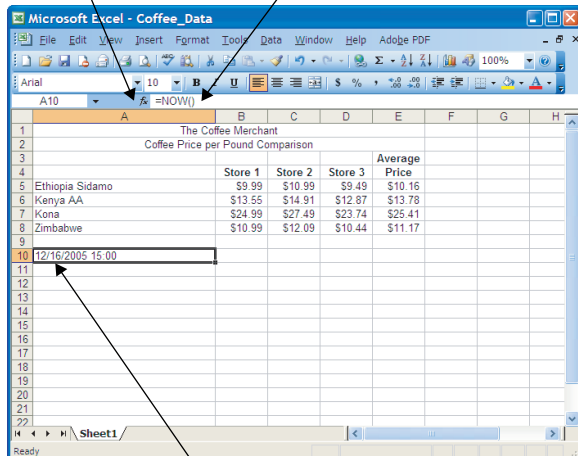 Microsoft Excel - Coffee_Data
File Edit View Insert Format Tools Data Window Help Adobe PDF
100%
Arial 10 B U $ % ,
A10 fx =NOW()
A B C D E F G H
1 The Coffee Merchant
2 Coffee Price per Pound Comparison
3 Average
4 Store 1 Store 2 Store 3 Price
5 Ethiopia Sidamo $9.99 $10.99 $9.49 $10.16
6 Kenya AA $13.55 $14.91 $12.87 $13.78
7 Kona $24.99 $27.49 $23.74 $25.41
8 Zimbabwe $10.99 $12.09 $10.44 $11.17
9
10 12/16/2005 15:00
11
12
13
14
15
16
17
18
19
20
21
22
Sheet1
Ready